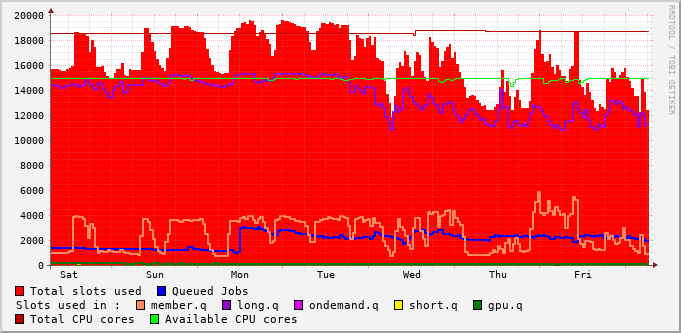 20000
18000
16000
14000
12000
10000
8000
6000
4000
2000
0
Sat Sun Mon Tue Wed Thu Fri
RRDTOOL / TOBI OETIKER
Total slots used Queued Jobs
Slots used in : member.q long.q ondemand.q short.q gpu.q
Total CPU cores Available CPU cores